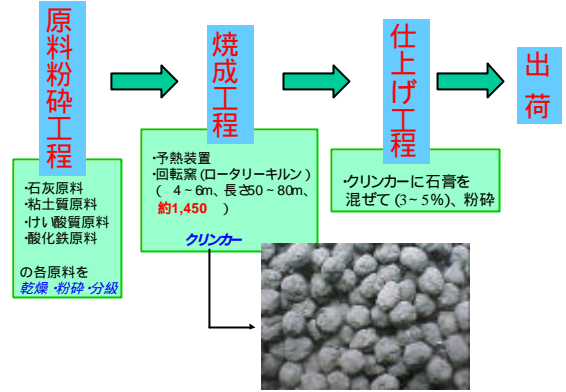 原料粉砕工程
焼成工程
仕上げ工程
出荷
・石灰原料
・粘土質原料
・けい酸質原料
・酸化鉄原料
の各原料を
乾燥・粉砕・分級
・予熱装置
・回転窯(ロータリーキルン)
( 4~6m、長さ50~80m、
約1,450 )
クリンカー
・クリンカーに石膏を
混ぜて(3~5%)、粉砕